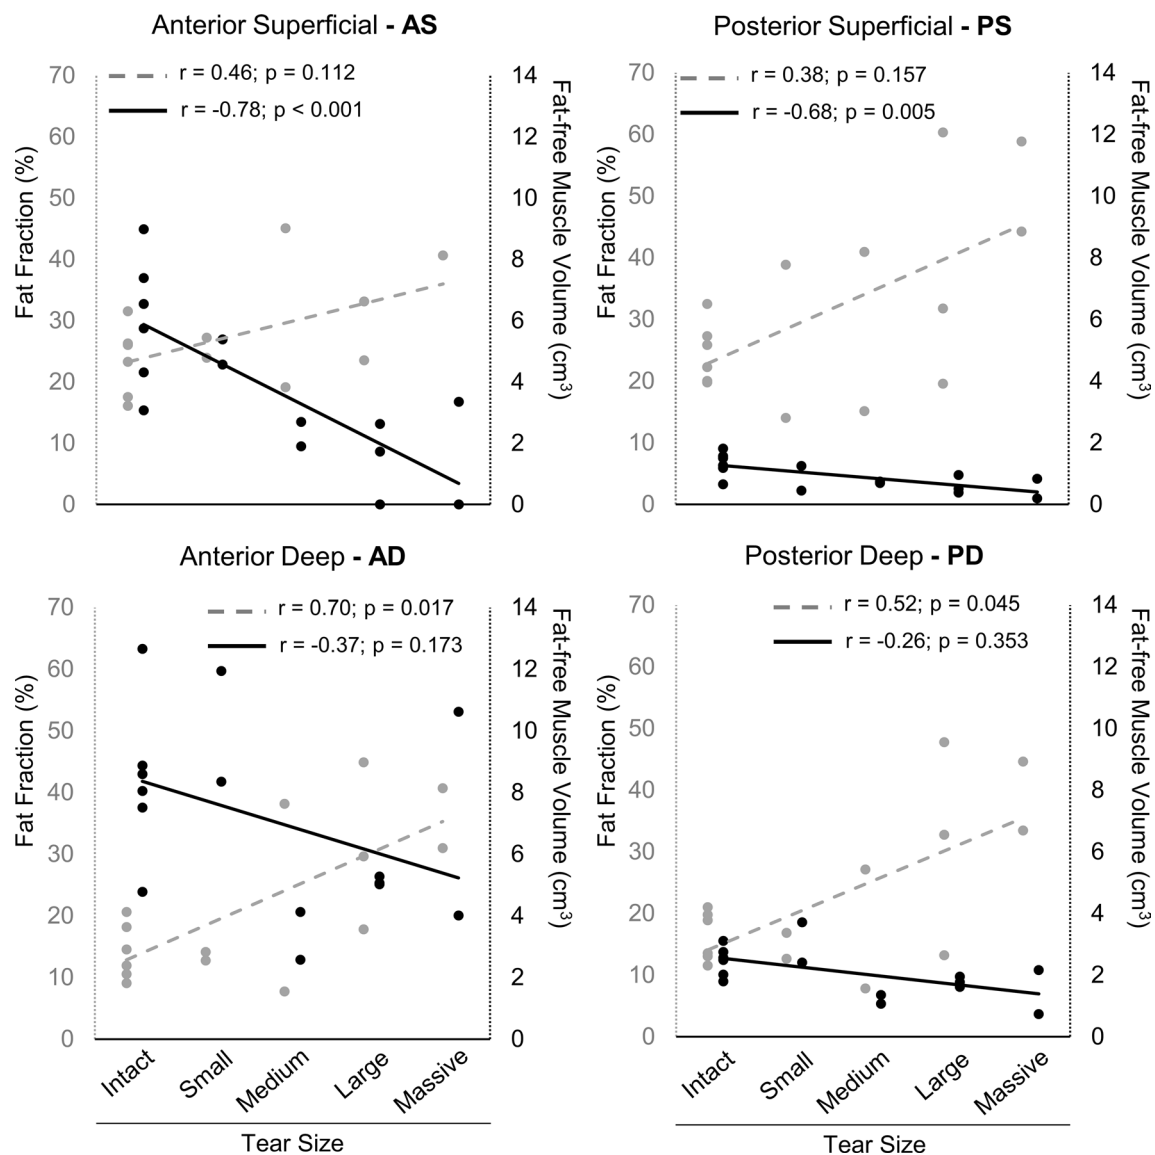 Anterior Superficial - AS
r = 0.46; p = 0.112
r = -0.78; p < 0.001
Fat Fraction (%)
70
60
50
40
30
20
10
0
14
12
10
8
6
4
2
0
Fat-free Muscle Volume (cm³)
Posterior Superficial - PS
r = 0.38; p = 0.157
r = -0.68; p = 0.005
Fat Fraction (%)
70
60
50
40
30
20
10
0
14
12
10
8
6
4
2
0
Fat-free Muscle Volume (cm³)
Anterior Deep - AD
r = 0.70; p = 0.017
r = -0.37; p = 0.173
Fat Fraction (%)
70
60
50
40
30
20
10
0
14
12
10
8
6
4
2
0
Fat-free Muscle Volume (cm³)
Intact
Small
Medium
Large
Massive
Tear Size
Posterior Deep - PD
r = 0.52; p = 0.045
r = -0.26; p = 0.353
Fat Fraction (%)
70
60
50
40
30
20
10
0
14
12
10
8
6
4
2
0
Fat-free Muscle Volume (cm³)
Intact
Small
Medium
Large
Massive
Tear Size